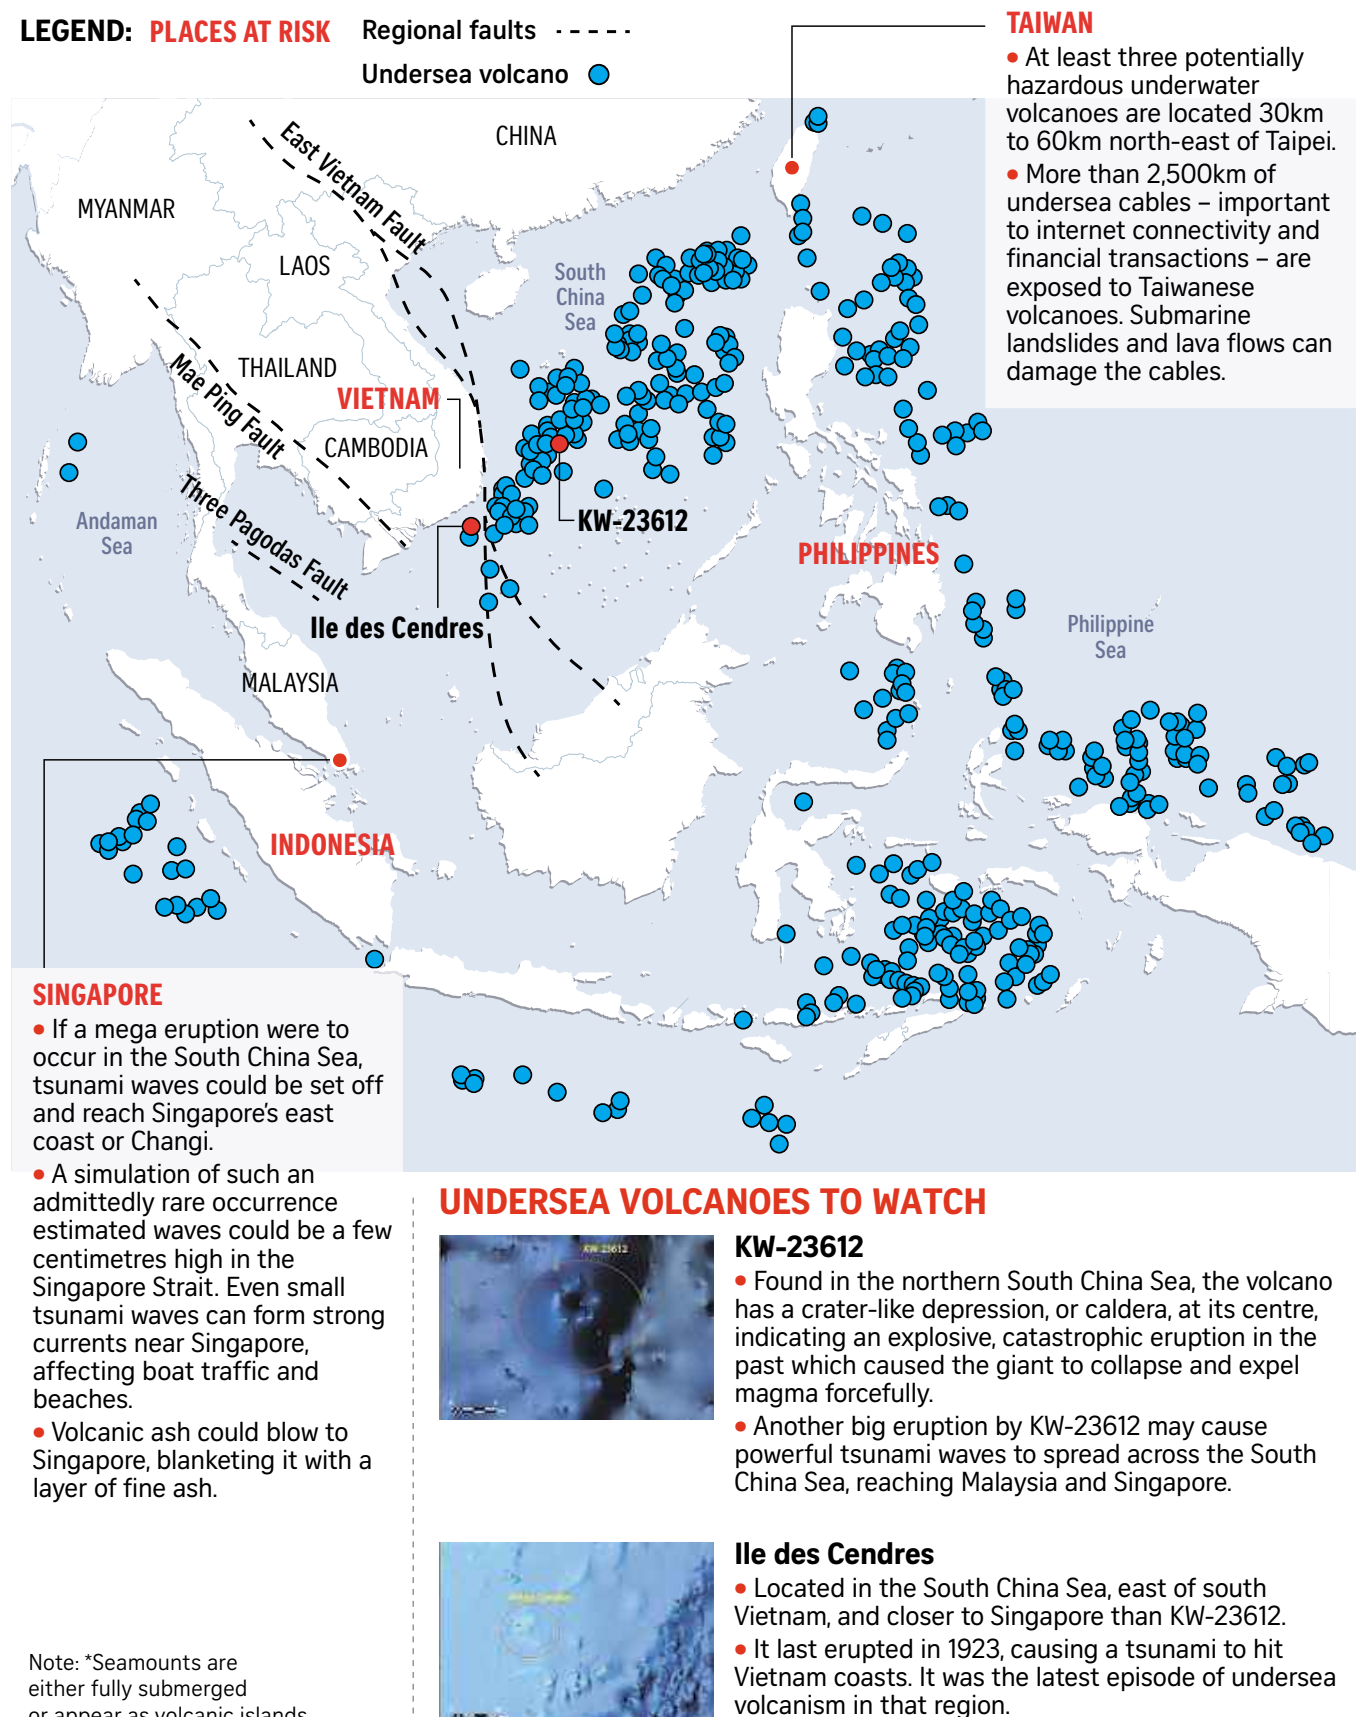 LEGEND: PLACES AT RISK Regional faults
Undersea volcano
TAIWAN
• At least three potentially
hazardous underwater
volcanoes are located 30km
to 60km north-east of Taipei.
• More than 2,500km of
undersea cables – important
to internet connectivity and
financial transactions – are
exposed to Taiwanese
volcanoes. Submarine
landslides and lava flows can
damage the cables.
CHINA
East Vietnam Fault
MYANMAR
LAOS
South
China
Sea
THAILAND
Mae Ping Fault
VIETNAM
CAMBODIA
Three Pagodas Fault
Andaman
Sea
KW-23612
PHILIPPINES
Ile des Cendres
Philippine
Sea
MALAYSIA
INDONESIA
SINGAPORE
• If a mega eruption were to
occur in the South China Sea,
tsunami waves could be set off
and reach Singapore's east
coast or Changi.
• A simulation of such an
admittedly rare occurrence
estimated waves could be a few
centimetres high in the
Singapore Strait. Even small
tsunami waves can form strong
currents near Singapore,
affecting boat traffic and
beaches.
• Volcanic ash could blow to
Singapore, blanketing it with a
layer of fine ash.
Note: *Seamounts are
either fully submerged
or appear as volcanic islands
UNDERSEA VOLCANOES TO WATCH
KW-23612
KW-23612
• Found in the northern South China Sea, the volcano
has a crater-like depression, or caldera, at its centre,
indicating an explosive, catastrophic eruption in the
past which caused the giant to collapse and expel
magma forcefully.
• Another big eruption by KW-23612 may cause
powerful tsunami waves to spread across the South
China Sea, reaching Malaysia and Singapore.
Ile des Cendres
• Located in the South China Sea, east of south
Vietnam, and closer to Singapore than KW-23612.
• It last erupted in 1923, causing a tsunami to hit
Vietnam coasts. It was the latest episode of undersea
volcanism in that region.